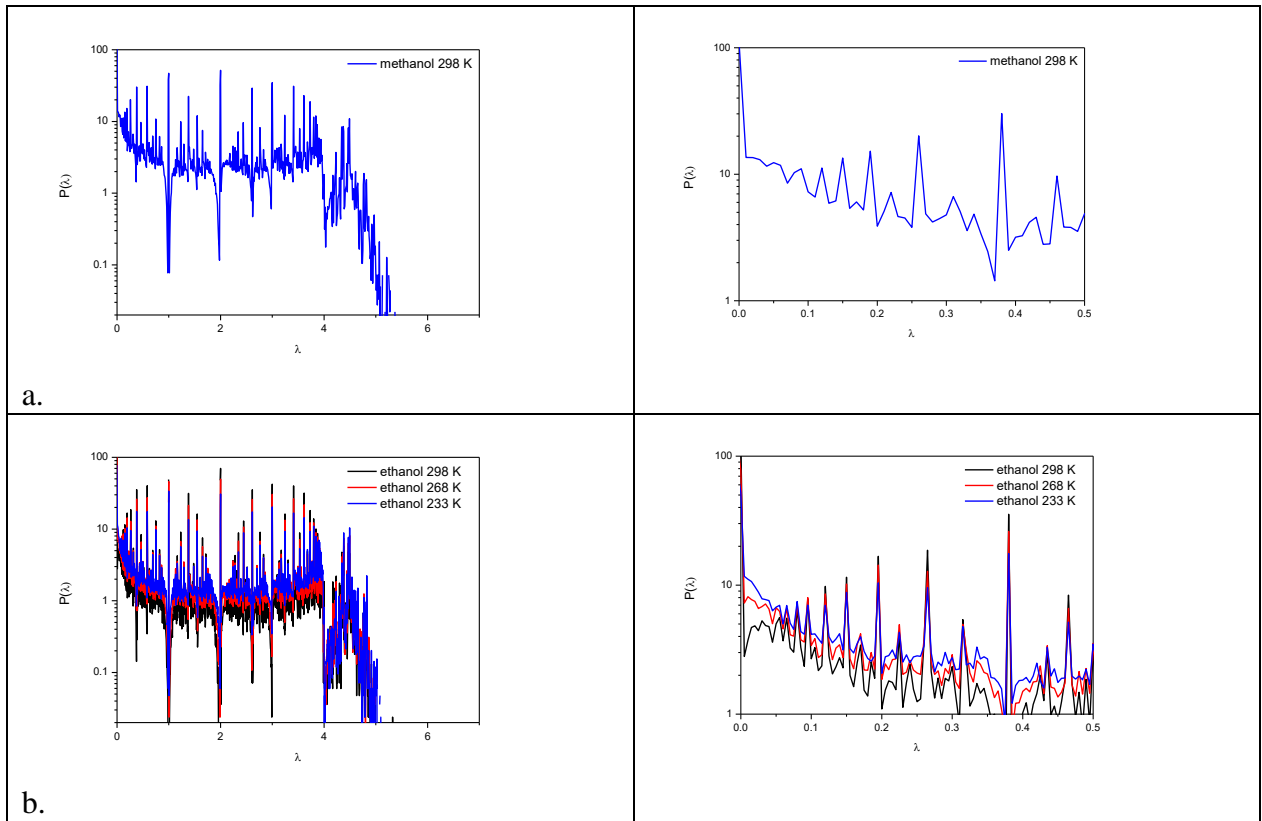 100
10
1
0.1
P(λ)
0 2 4 6
λ
methanol 298 K
a.
100
10
1
P(λ)
0.0 0.1 0.2 0.3 0.4 0.5
λ
methanol 298 K
100
10
1
0.1
P(λ)
0 2 4 6
λ
ethanol 298 K
ethanol 268 K
ethanol 233 K
b.
100
10
1
P(λ)
0.0 0.1 0.2 0.3 0.4 0.5
λ
ethanol 298 K
ethanol 268 K
ethanol 233 K